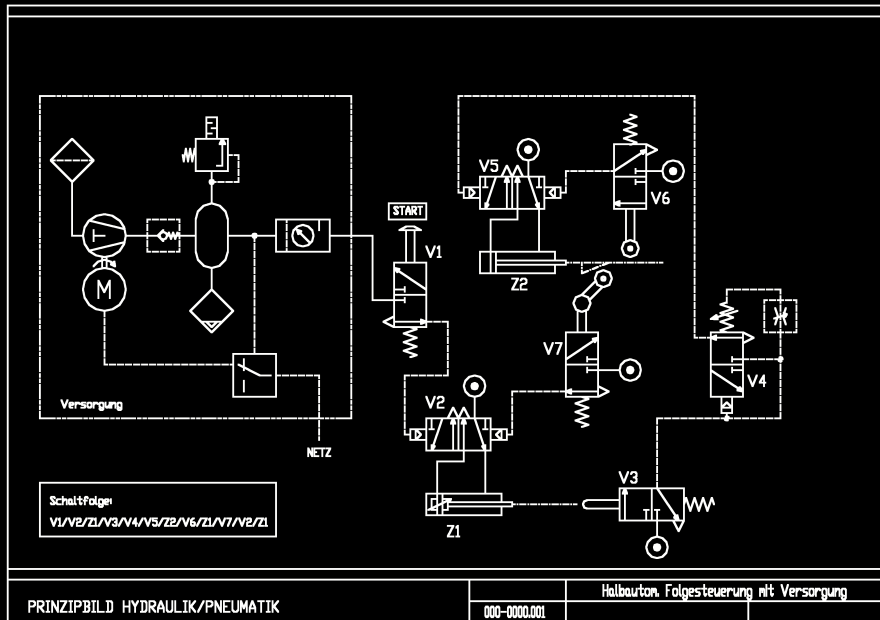 V5
V6
START
V1
Z2
M
V7
V4
Versorgung
V2
NETZ
V3
Schaltfolge:
V1/V2/Z1/V3/V4/V5/Z2/V6/Z1/V7/V2/Z1
Z1
Halbautom. Folgesteuerung mit Versorgung
PRINZIPBILD HYDRAULIK/PNEUMATIK
000-0000.001